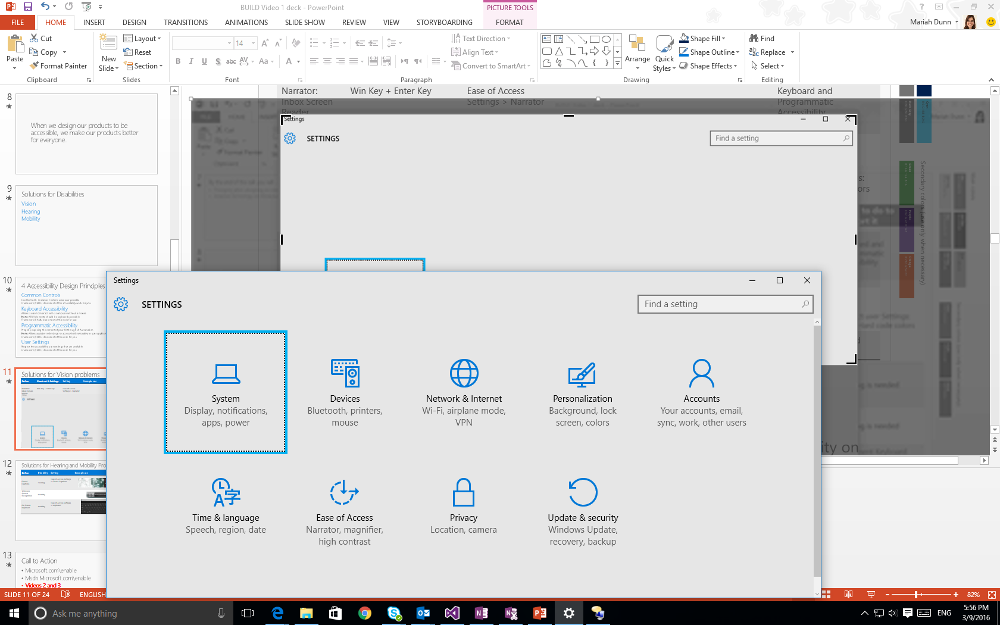 BUILD Video 1 deck - PowerPoint
PICTURE TOOLS
FILE HOME INSERT DESIGN TRANSITIONS ANIMATIONS SLIDE SHOW REVIEW VIEW STORYBOARDING FORMAT
Mariah Dunn
Paste
Cut
Copy
Format Painter
Clipboard
New
Slide
Layout
Reset
Section
Slides
14
Font
Text Direction
Align Text
Convert to SmartArt
Paragraph
Arrange
Quick
Styles
Shape Fill
Shape Outline
Shape Effects
Drawing
Find
Replace
Select
Editing
8
When we design our products to be
accessible, we make our products better
for everyone.
9
Solutions for Disabilities
Vision
Hearing
Mobility
10
4 Accessibility Design Principles
Common Controls
Keyboard Accessibility
Programmatic Accessibility
User Settings
11
Solutions for Vision problems
12
Solutions for Hearing and Mobility Pro
13
Call to Action
• Microsoft.com\enable
• Msdn.Microsoft.com\enable
• Videos 2 and 3
Narrator: Win Key + Enter Key Ease of Access Keyboard and
Inbox Screen Settings > Narrator Programmatic
Reader Accessibility
Settings
SETTINGS
Find a setting
Secondary colors (use only when necessary)
Settings
SETTINGS
Find a setting
System
Display, notifications,
apps, power
Devices
Bluetooth, printers,
mouse
Network & Internet
Wi-Fi, airplane mode,
VPN
Personalization
Background, lock
screen, colors
Accounts
Your accounts, email,
sync, work, other users
Time & language
Speech, region, date
Ease of Access
Narrator, magnifier,
high contrast
Privacy
Location, camera
Update & security
Windows Update,
recovery, backup
SLIDE 11 OF 24 ENGLISH
82%
Ask me anything
ENG
5:56 PM
3/9/2016